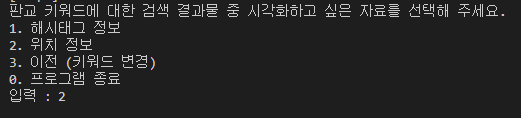 판교 키워드에 대한 검색 결과물 중 시각화하고 싶은 자료를 선택해 주세요.
1. 해시태그 정보
2. 위치 정보
3. 이전 (키워드 변경)
0. 프로그램 종료
입력 : 2